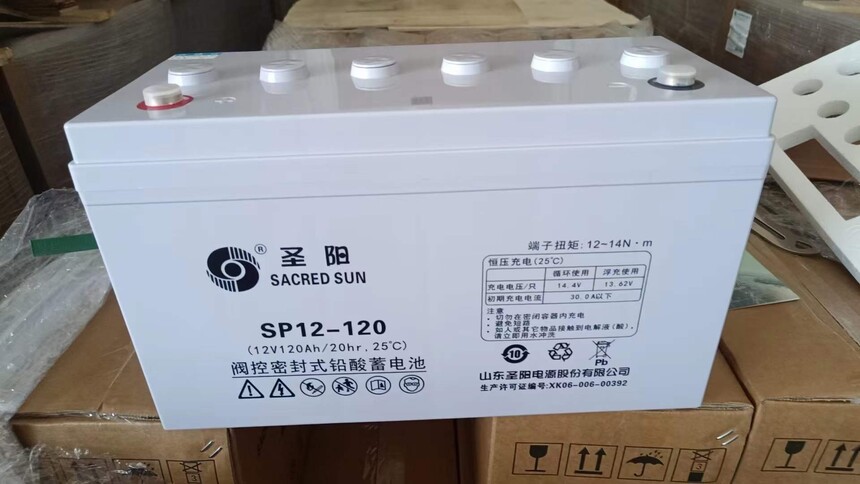 圣阳
SACRED SUN
SP12-120
(12V120Ah/20hr, 25℃)
阀控密封式铅酸蓄电池
端子扭矩: 12~14N·m
恒压充电(25℃)
循环使用 浮充使用
充电电压/只 14.4V 13.62V
初期充电电流 30.0A以下
注意
· 切勿在密闭容器内充电
· 避免短路
· 如人或其它物品接触到电解液(酸),
请立即用水冲洗
10
Pb
山东圣阳电源股份有限公司
生产许可证编号:XK06-006-00392
3